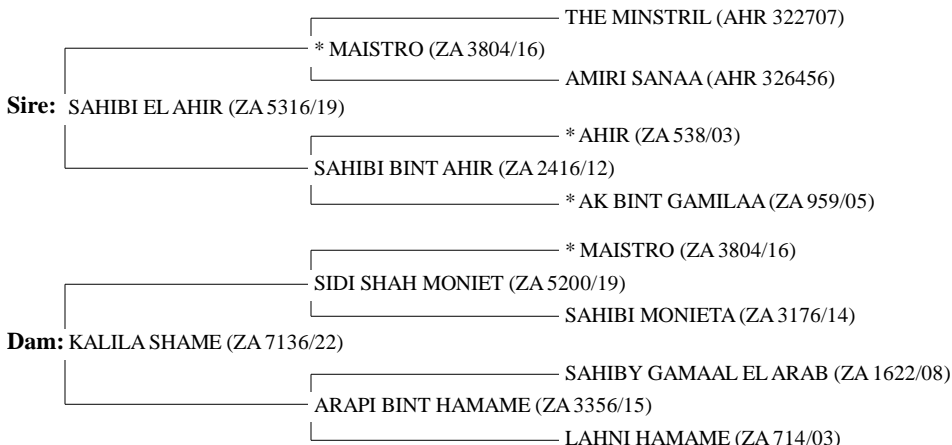 THE MINSTRIL (AHR 322707)
* MAISTRO (ZA 3804/16)
AMIRI SANAA (AHR 326456)
Sire: SAHIBI EL AHIR (ZA 5316/19)
* AHIR (ZA 538/03)
SAHIBI BINT AHIR (ZA 2416/12)
* AK BINT GAMILAA (ZA 959/05)
* MAISTRO (ZA 3804/16)
SIDI SHAH MONIET (ZA 5200/19)
SAHIBI MONIETA (ZA 3176/14)
Dam: KALILA SHAME (ZA 7136/22)
SAHIBY GAMAAL EL ARAB (ZA 1622/08)
ARAPI BINT HAMAME (ZA 3356/15)
LAHNI HAMAME (ZA 714/03)